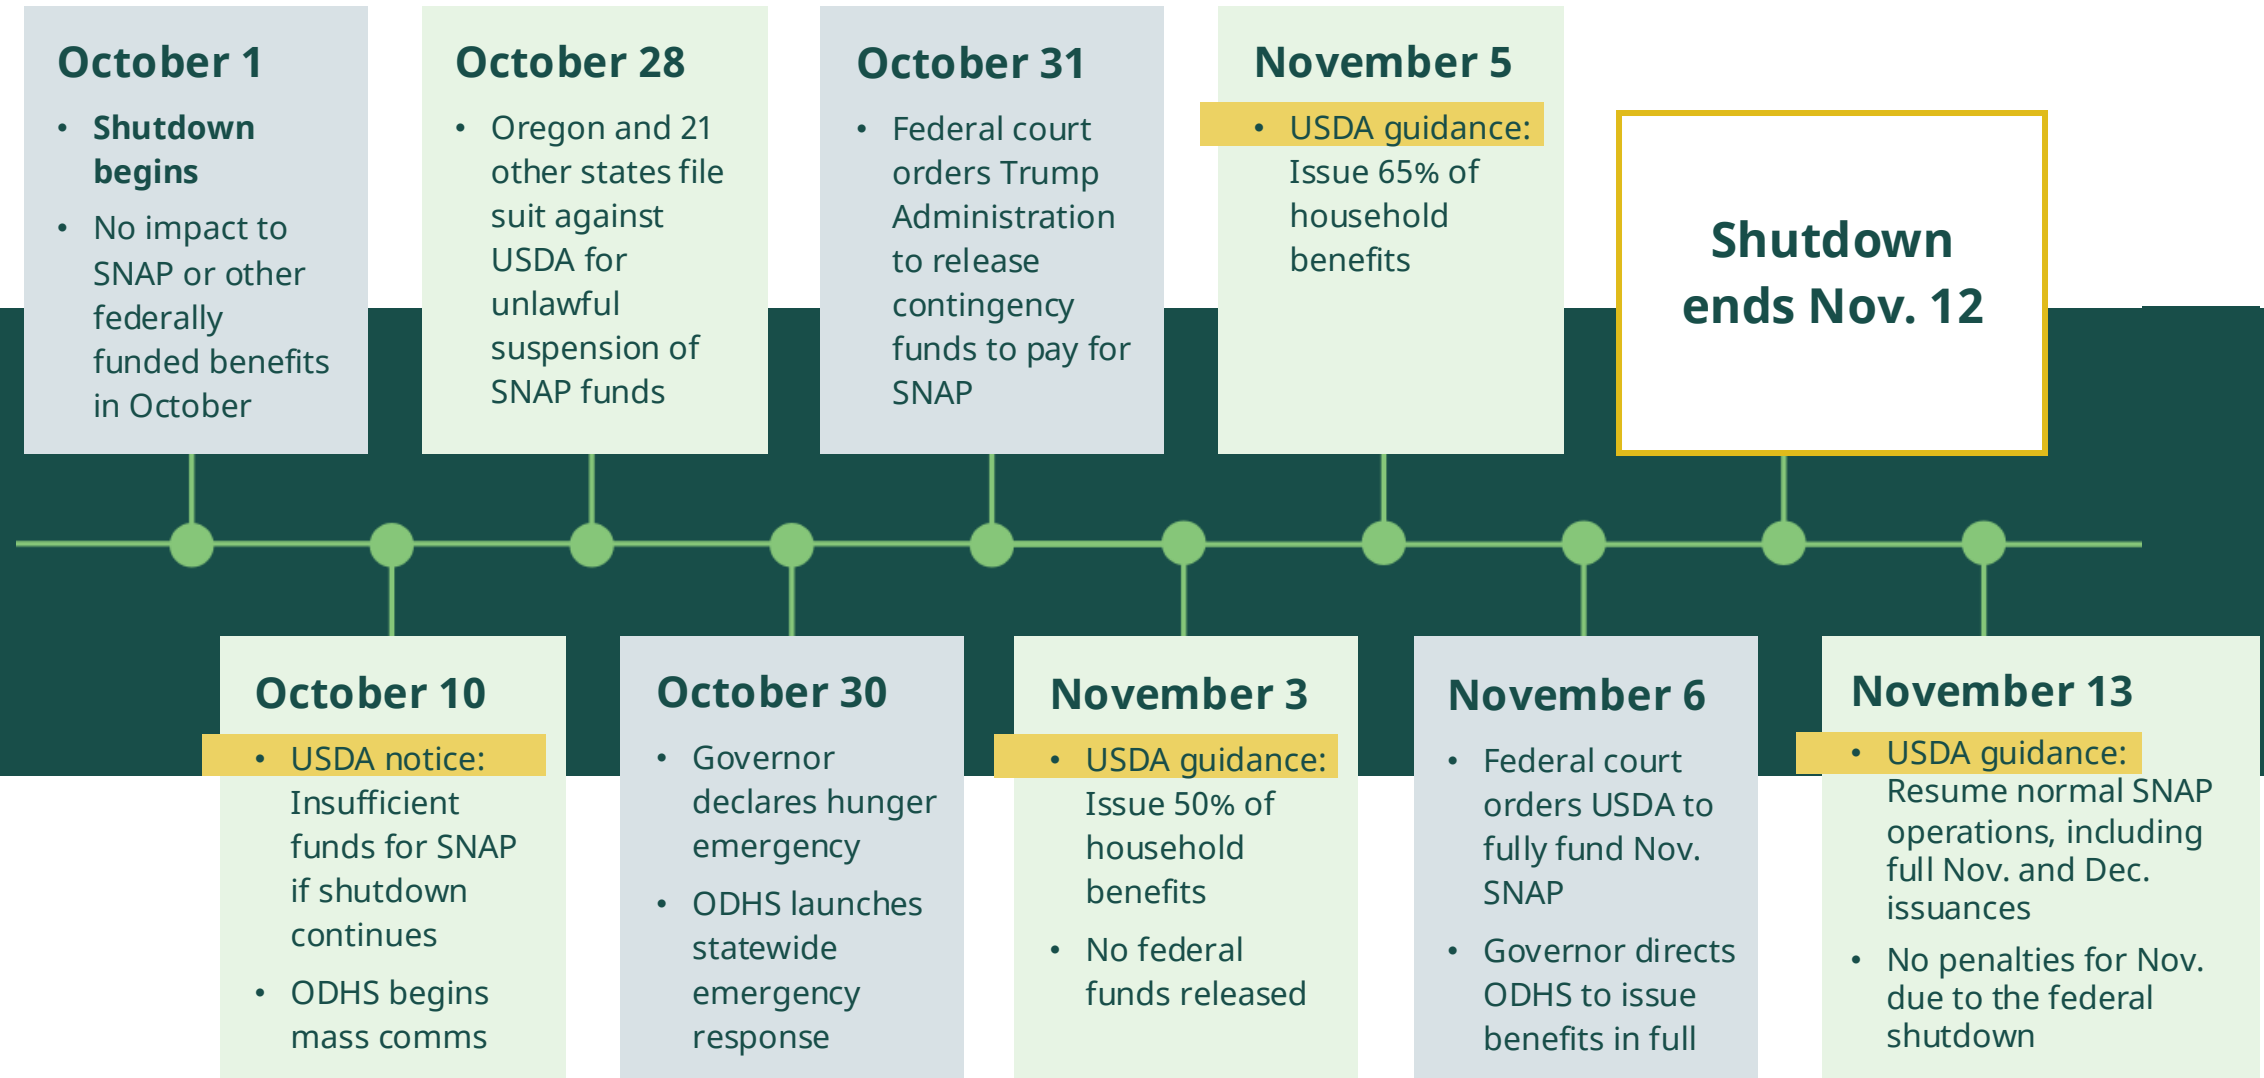 October 1
• Shutdown
begins
• No impact to
SNAP or other
federally
funded benefits
in October
October 28
• Oregon and 21
other states file
suit against
USDA for
unlawful
suspension of
SNAP funds
October 31
• Federal court
orders Trump
Administration
to release
contingency
funds to pay for
SNAP
November 5
• USDA guidance:
Issue 65% of
household
benefits
Shutdown
ends Nov. 12
October 10
• USDA notice:
Insufficient
funds for SNAP
if shutdown
continues
• ODHS begins
mass comms
October 30
• Governor
declares hunger
emergency
• ODHS launches
statewide
emergency
response
November 3
• USDA guidance:
Issue 50% of
household
benefits
• No federal
funds released
November 6
• Federal court
orders USDA to
fully fund Nov.
SNAP
• Governor directs
ODHS to issue
benefits in full
November 13
• USDA guidance:
Resume normal SNAP
operations, including
full Nov. and Dec.
issuances
• No penalties for Nov.
due to the federal
shutdown